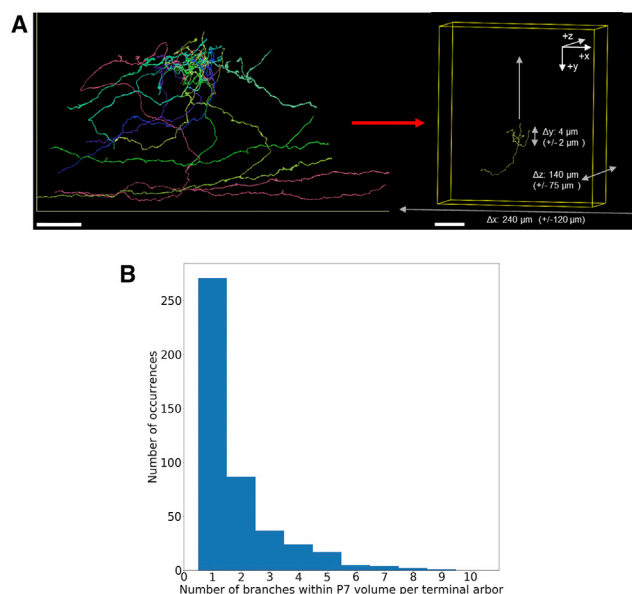 A
+z
+x
+y
Δy: 4 µm
(+/-2 µm )
Δz: 140 µm
(+/- 75 µm)
Δx: 240 µm (+/-120 µm)
B
Number of occurrences
250
200
150
100
50
0
0 1 2 3 4 5 6 7 8 9 10
Number of branches within P7 volume per terminal arbor